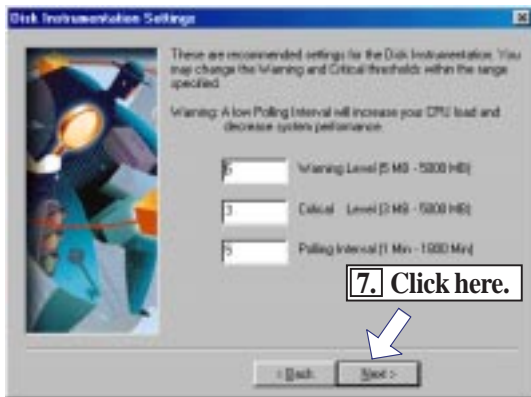 Disk Instrumentation Settings
These are recommended settings for the Disk Instrumentation. You
may change the Warning and Critical thresholds within the range
specified.
Warning: A low Polling Interval will increase your CPU load and
decrease system performance.
Warning Level (5 MB - 5000 MB)
3 Critical Level (3 MB - 5000 MB)
5 Polling Interval (1 Min - 1800 Min)
7. Click here.
< Back Next >